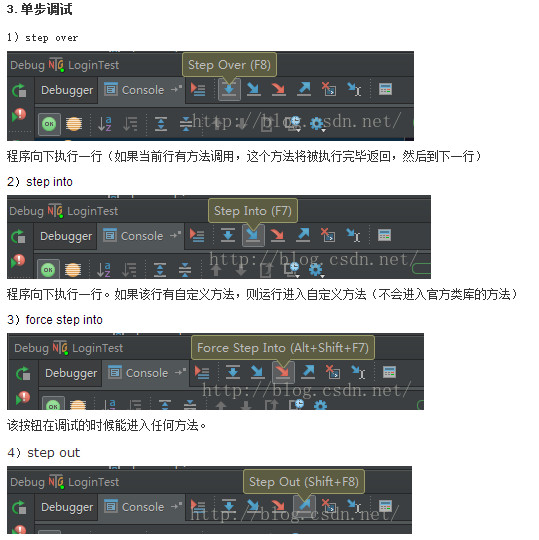 3. 单步调试
1）step over
Step Over (F8)
Debug NG LoginTest
Debugger Console
OK
http://blog.csdn.net/
程序向下执行一行（如果当前行有方法调用，这个方法将被执行完毕返回，然后到下一行）
2）step into
Step Into (F7)
Debug NG LoginTest
Debugger Console
OK
http://blog.csdn.net/
程序向下执行一行。如果该行有自定义方法，则运行进入自定义方法（不会进入官方类库的方法）
3）force step into
Debug NG LoginTest Force Step Into (Alt+Shift+F7)
Debugger Console
OK
http://blog.csdn.net/
该按钮在调试的时候能进入任何方法。
4）step out
Debug NG LoginTest Step Out (Shift+F8)
Debugger Console
http://blog.csdn.net/